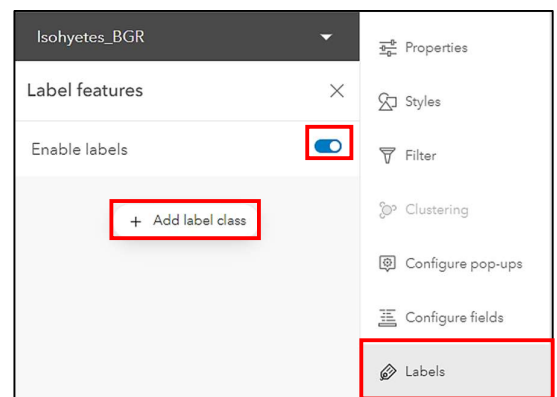 Isohyetes_BGR
Label features
Enable labels
+ Add label class
Properties
Styles
Filter
Clustering
Configure pop-ups
Configure fields
Labels